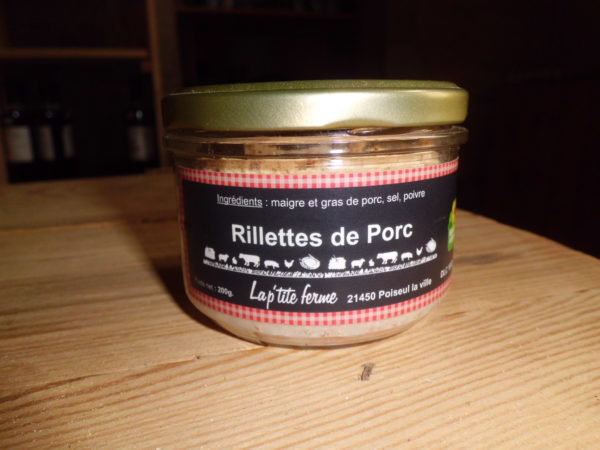 Ingrédients : maigre et gras de porc, sel, poivre
Rillettes de Porc
net : 200g. La p'tite ferme 21450 Poiseul la ville